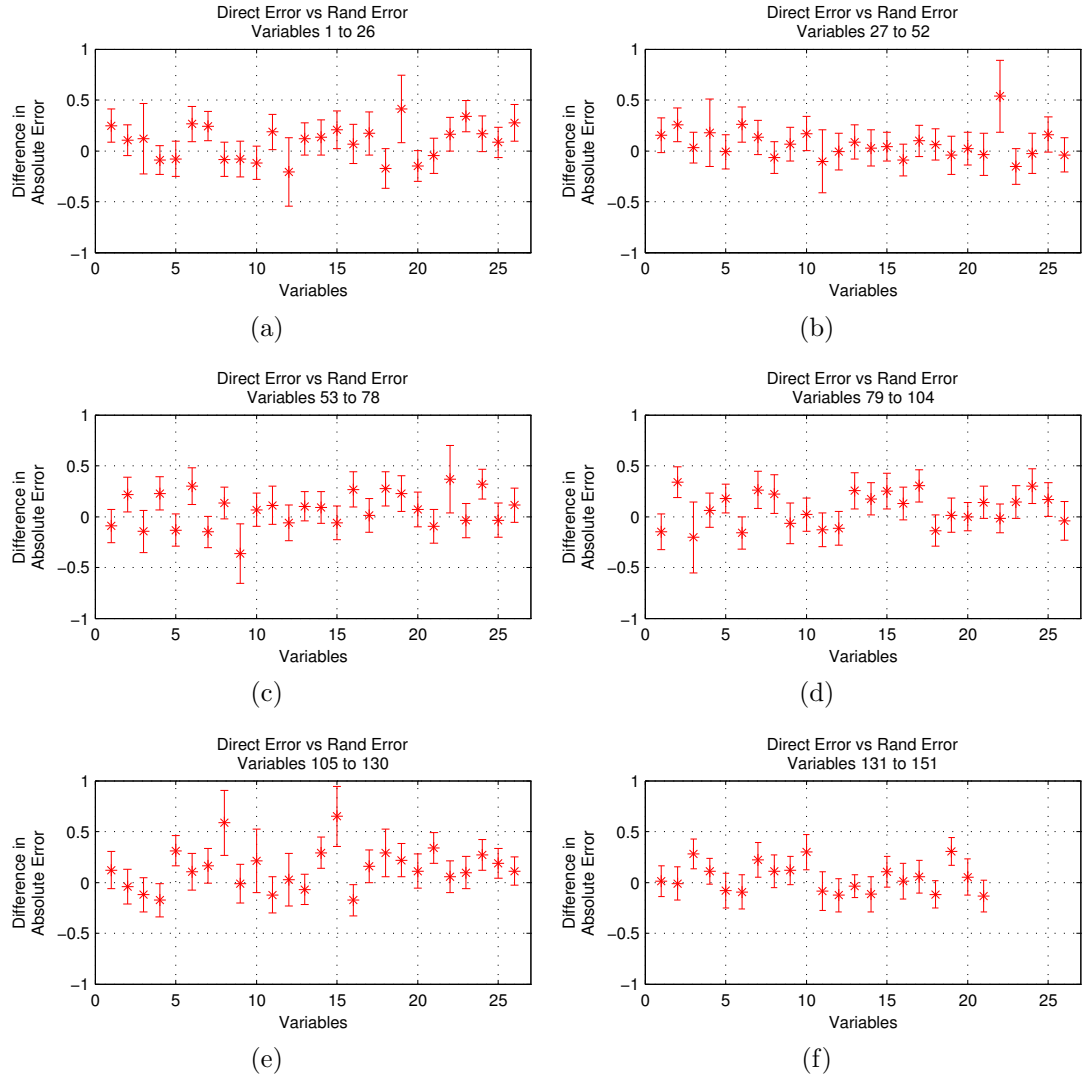 Direct Error vs Rand Error
Variables 1 to 26
Difference in
Absolute Error
1
0.5
0
−0.5
−1
0 5 10 15 20 25
Variables
(a)
Direct Error vs Rand Error
Variables 27 to 52
Difference in
Absolute Error
1
0.5
0
−0.5
−1
0 5 10 15 20 25
Variables
(b)
Direct Error vs Rand Error
Variables 53 to 78
Difference in
Absolute Error
1
0.5
0
−0.5
−1
0 5 10 15 20 25
Variables
(c)
Direct Error vs Rand Error
Variables 79 to 104
Difference in
Absolute Error
1
0.5
0
−0.5
−1
0 5 10 15 20 25
Variables
(d)
Direct Error vs Rand Error
Variables 105 to 130
Difference in
Absolute Error
1
0.5
0
−0.5
−1
0 5 10 15 20 25
Variables
(e)
Direct Error vs Rand Error
Variables 131 to 151
Difference in
Absolute Error
1
0.5
0
−0.5
−1
0 5 10 15 20 25
Variables
(f)